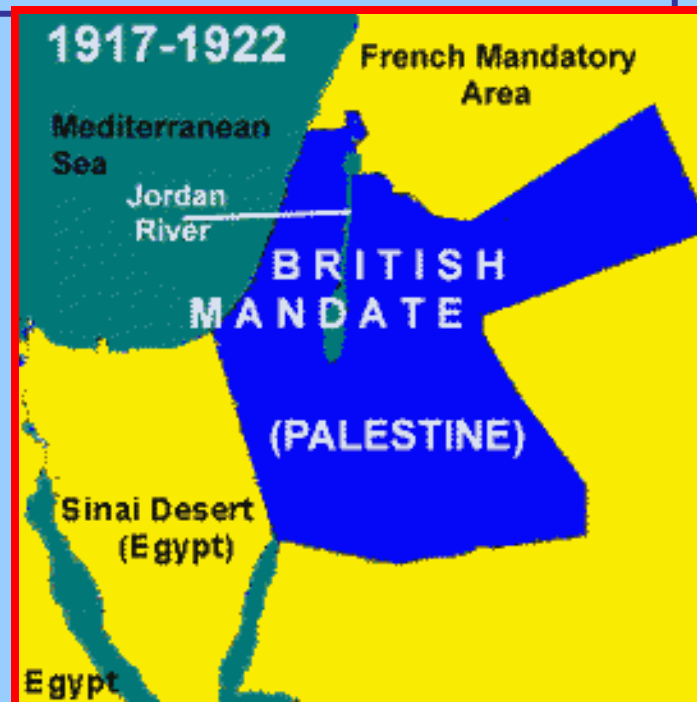 1917-1922
French Mandatory
Area
Mediterranean
Sea
Jordan
River
BRITISH
MANDATE
(PALESTINE)
Sinai Desert
(Egypt)
Egypt